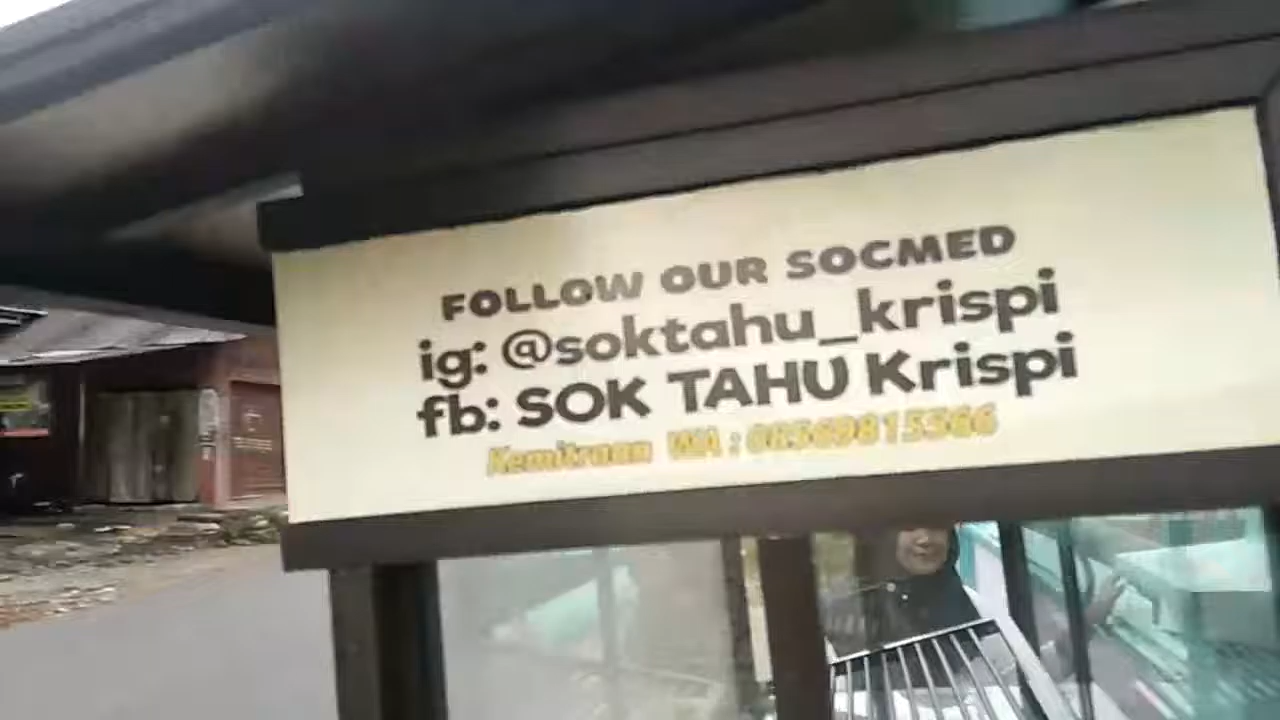 FOLLOW OUR SOCMED
ig: @soktahu_krispi
fb: SOK TAHU Krispi
Kemitraan WA :